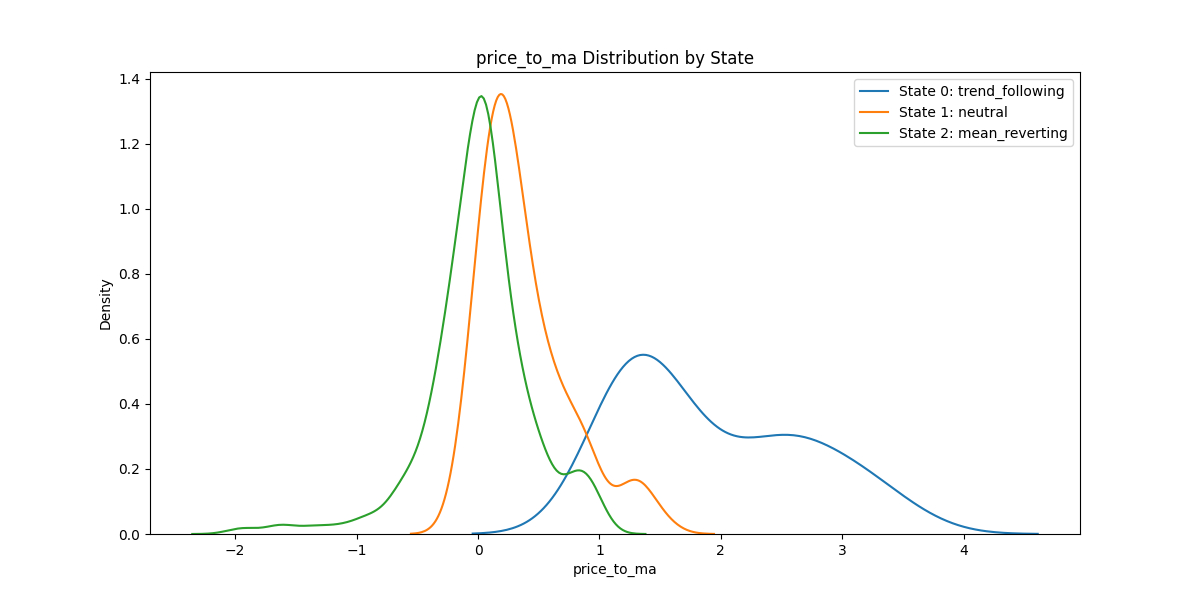 price_to_ma Distribution by State
State 0: trend_following
State 1: neutral
State 2: mean_reverting
Density
1.4
1.2
1.0
0.8
0.6
0.4
0.2
0.0
−2 −1 0 1 2 3 4
price_to_ma